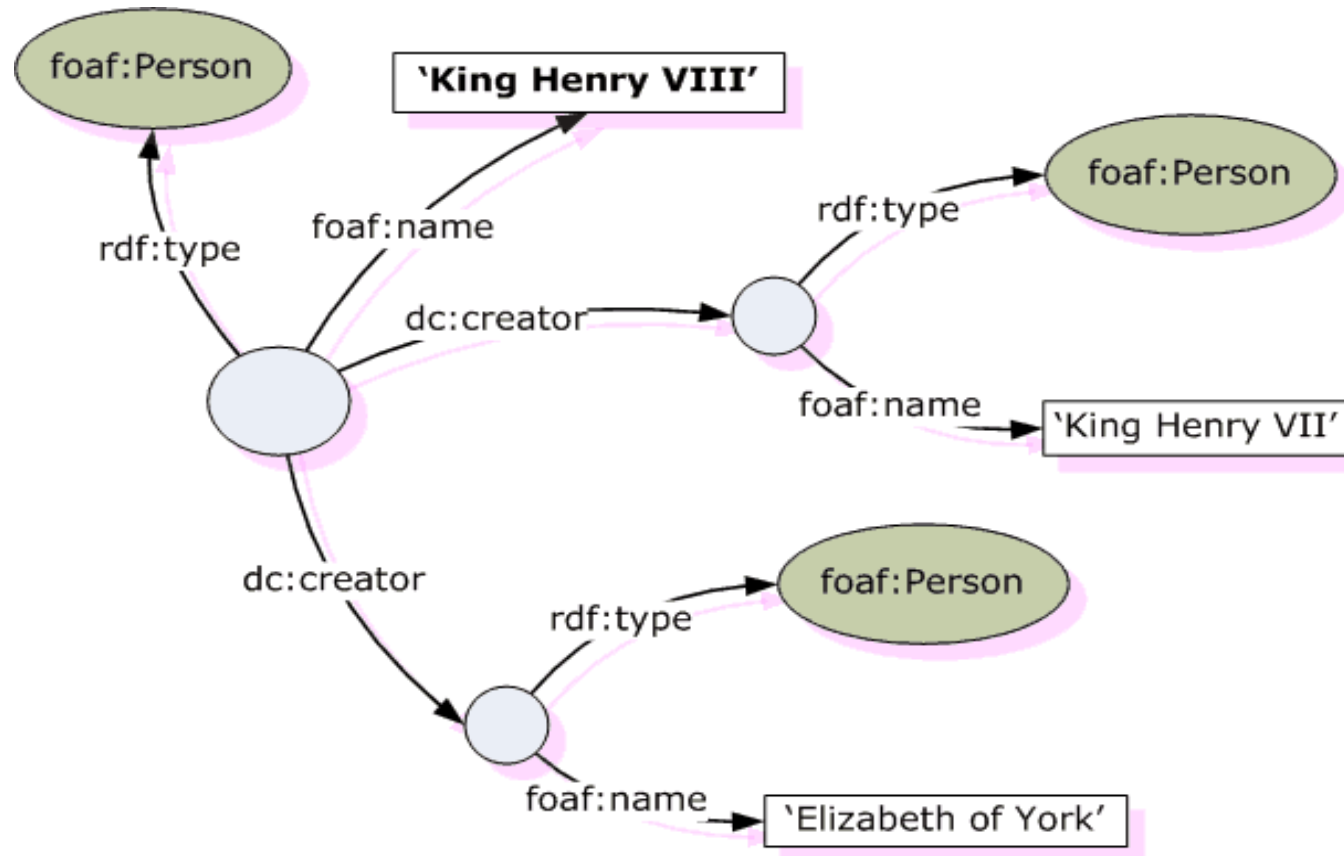 foaf:Person
‘King Henry VIII’
foaf:Person
rdf:type
foaf:name
rdf:type
dc:creator
foaf:name
‘King Henry VII’
dc:creator
foaf:Person
rdf:type
foaf:name
‘Elizabeth of York’